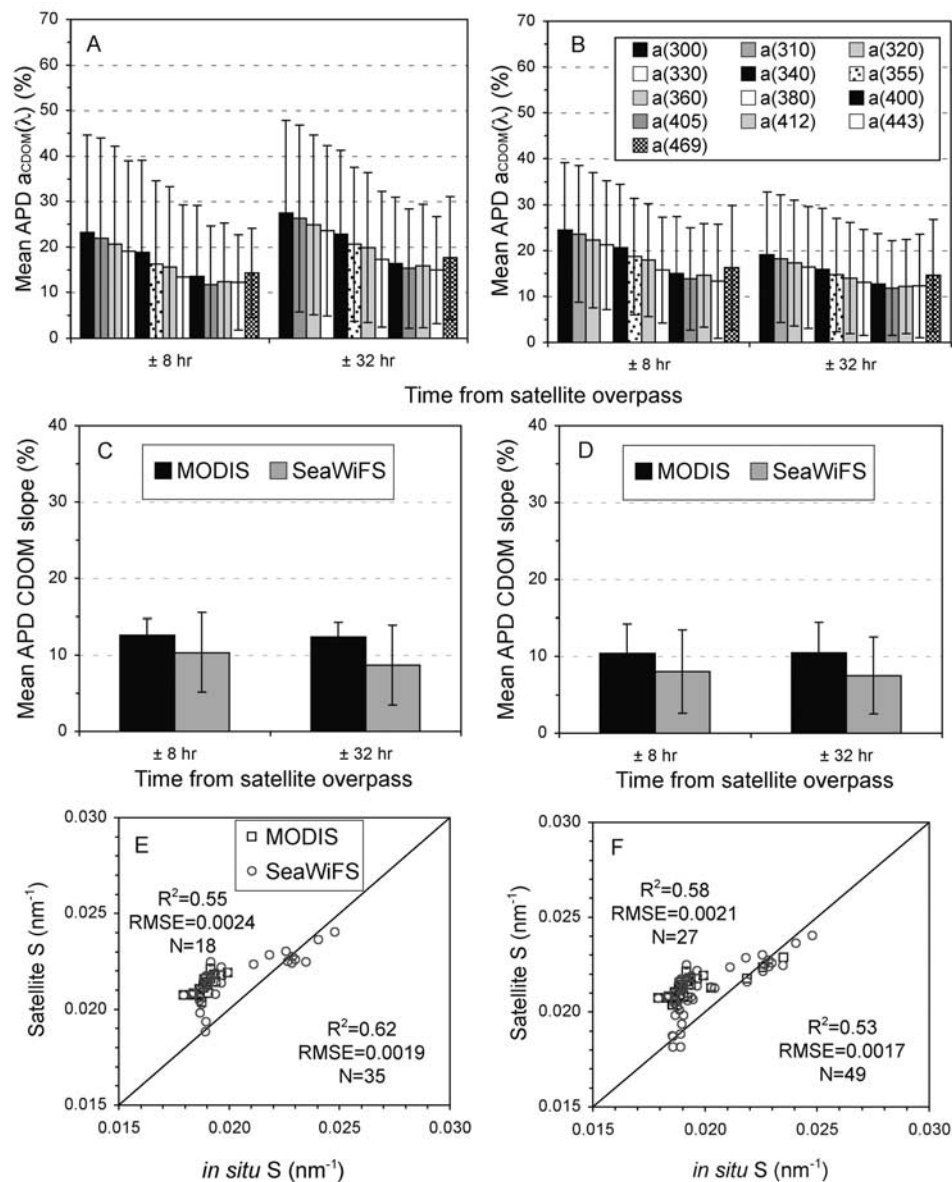 70
60
50
40
30
20
10
0
Mean APD aCDOM(λ) (%)
A
± 8 hr
± 32 hr
70
60
50
40
30
20
10
0
Mean APD aCDOM(λ) (%)
B
a(300) a(310) a(320)
a(330) a(340) a(355)
a(360) a(380) a(400)
a(405) a(412) a(443)
a(469)
± 8 hr
± 32 hr
Time from satellite overpass
40
30
20
10
0
Mean APD CDOM slope (%)
C
MODIS SeaWiFS
± 8 hr
± 32 hr
Time from satellite overpass
40
30
20
10
0
Mean APD CDOM slope (%)
D
MODIS SeaWiFS
± 8 hr
± 32 hr
Time from satellite overpass
0.030
0.025
0.020
0.015
Satellite S (nm⁻¹)
E
MODIS
SeaWiFS
R²=0.55
RMSE=0.0024
N=18
R²=0.62
RMSE=0.0019
N=35
0.015 0.020 0.025 0.030
in situ S (nm⁻¹)
0.030
0.025
0.020
0.015
Satellite S (nm⁻¹)
F
R²=0.58
RMSE=0.0021
N=27
R²=0.53
RMSE=0.0017
N=49
0.015 0.020 0.025 0.030
in situ S (nm⁻¹)